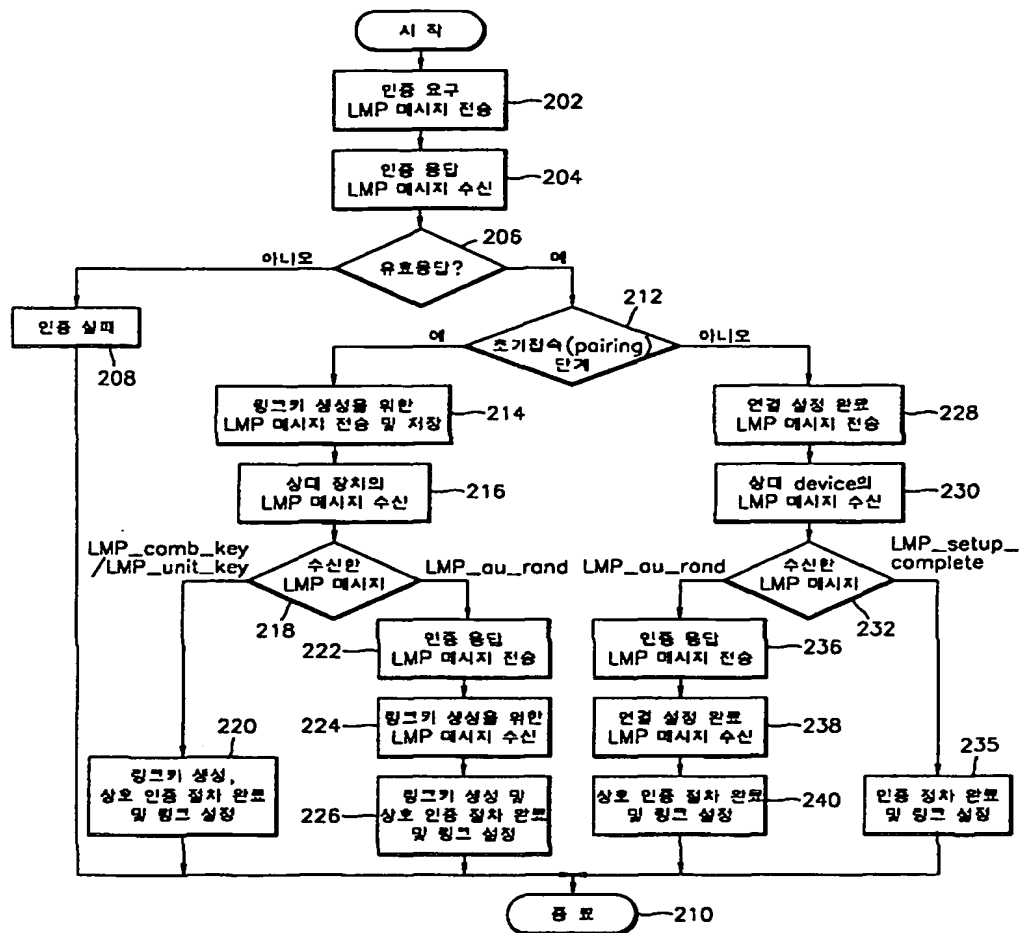 시 작
인증 요구
LMP 메시지 전송
202
인증 응답
LMP 메시지 수신
204
유효응답?
206
아니오
예
인증 실패
208
초기접속(pairing)
단계
212
예
아니오
링크키 생성을 위한
LMP 메시지 전송 및 저장
214
연결 설정 완료
LMP 메시지 전송
228
상대 장치의
LMP 메시지 수신
216
상대 device의
LMP 메시지 수신
230
LMP_comb_key
/LMP_unit_key
수신한
LMP 메시지
218
LMP_au_rand
LMP_au_rand
수신한
LMP 메시지
232
LMP_setup_
complete
222
인증 응답
LMP 메시지 전송
인증 응답
LMP 메시지 전송
236
224
링크키 생성을 위한
LMP 메시지 수신
연결 설정 완료
LMP 메시지 수신
238
220
링크키 생성,
상호 인증 절차 완료
및 링크 설정
226
링크키 생성 및
상호 인증 절차 완료
및 링크 설정
상호 인증 절차 완료
및 링크 설정
240
235
인증 절차 완료
및 링크 설정
종 료
210